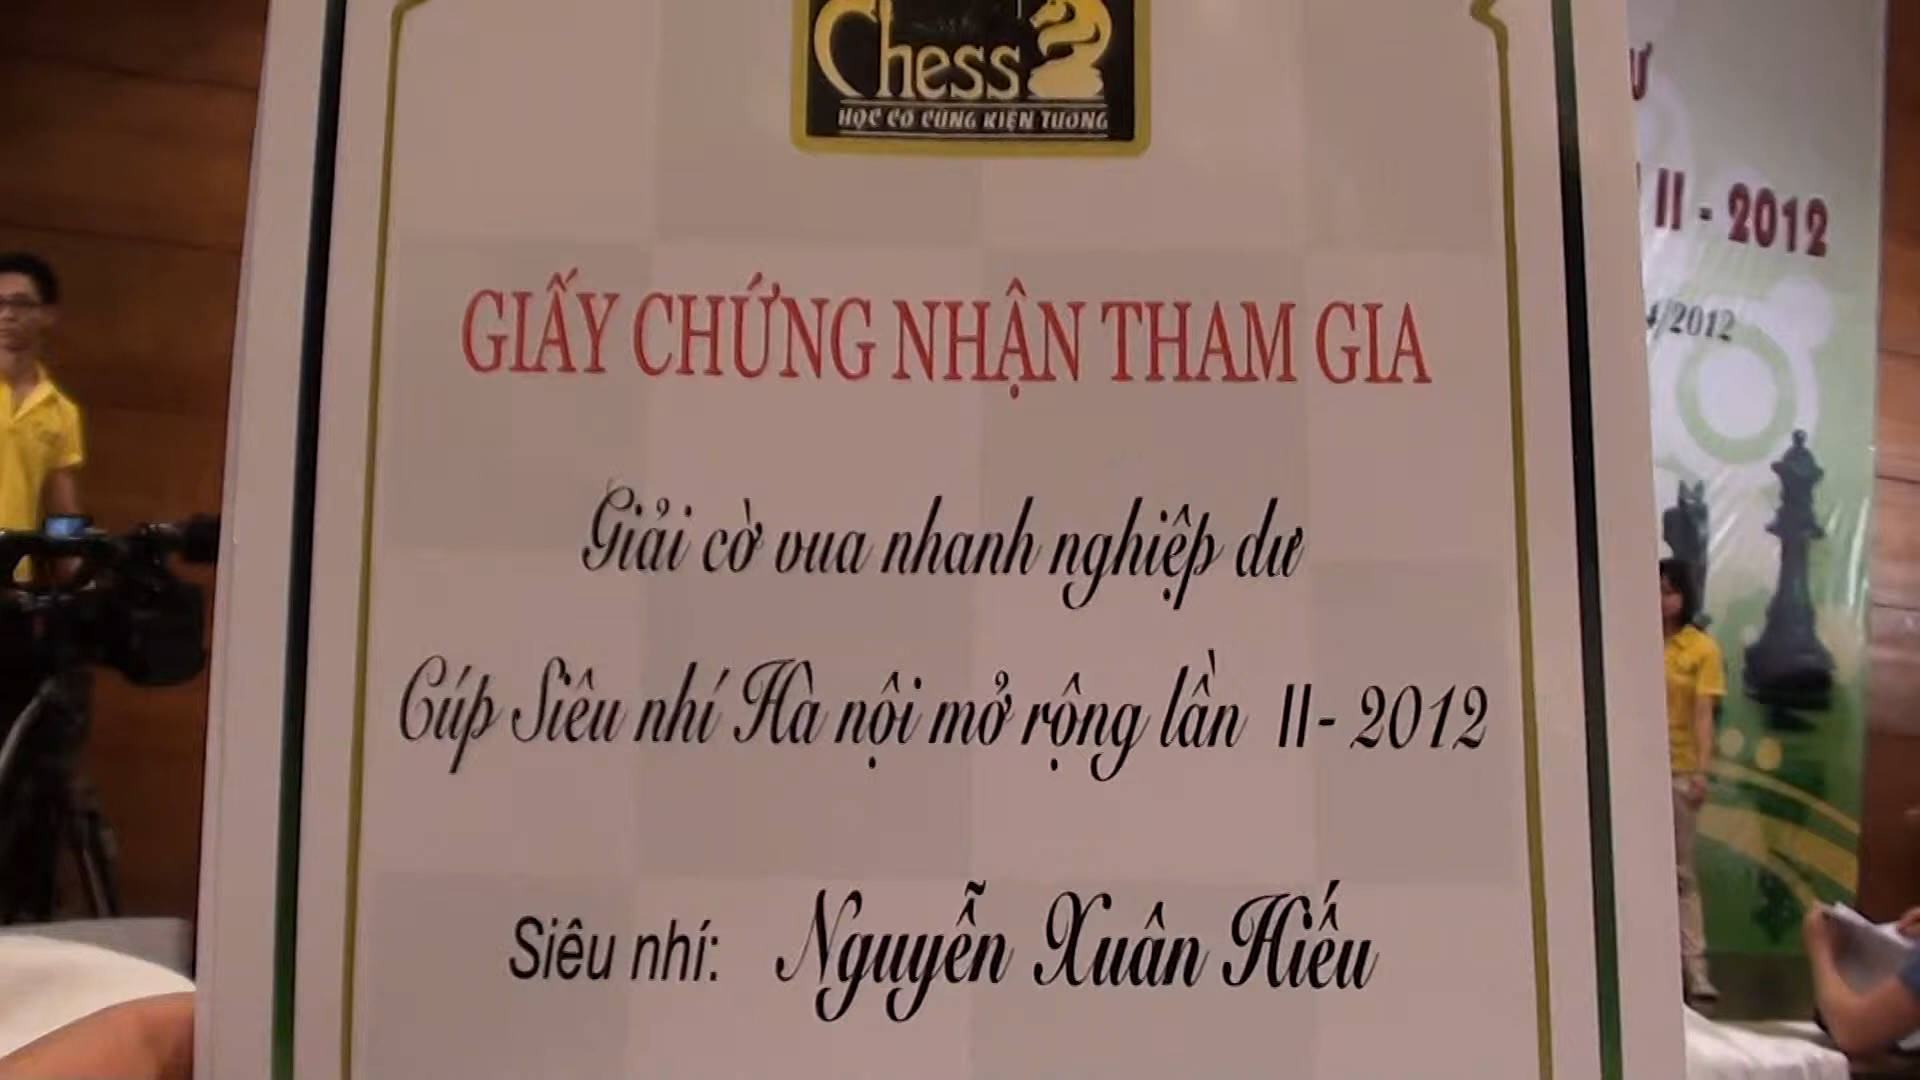 Chess
HỌC CỜ CÙNG KIỆN TƯỚNG
GIẤY CHỨNG NHẬN THAM GIA
Giải cờ vua nhanh nghiệp dư
Cúp Siêu nhí Hà nội mở rộng lần II- 2012
Siêu nhí: Nguyễn Xuân Hiếu
Ư
II - 2012
4/2012